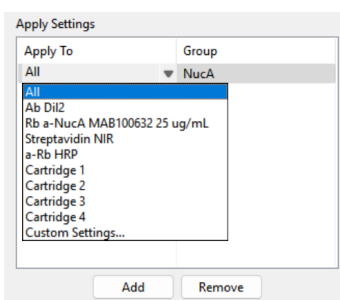 Apply Settings
Apply To Group
All NucA
All
Ab Dil2
Rb a-NucA MAB100632 25 ug/mL
Streptavidin NIR
a-Rb HRP
Cartridge 1
Cartridge 2
Cartridge 3
Cartridge 4
Custom Settings...
Add Remove